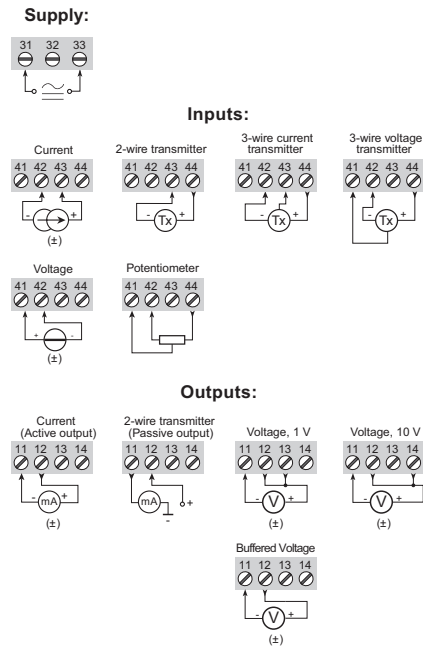 Supply:
31 32 33
Inputs:
Current
41 42 43 44
- +
(±)
2-wire transmitter
41 42 43 44
- Tx +
3-wire current
transmitter
41 42 43 44
- Tx +
3-wire voltage
transmitter
41 42 43 44
- Tx +
Voltage
41 42 43 44
+ -
(±)
Potentiometer
41 42 43 44
Outputs:
Current
(Active output)
11 12 13 14
- mA +
(±)
2-wire transmitter
(Passive output)
11 12 13 14
mA +
-
Voltage, 1 V
11 12 13 14
- V +
(±)
Voltage, 10 V
11 12 13 14
- V +
(±)
Buffered Voltage
11 12 13 14
- V +
(±)